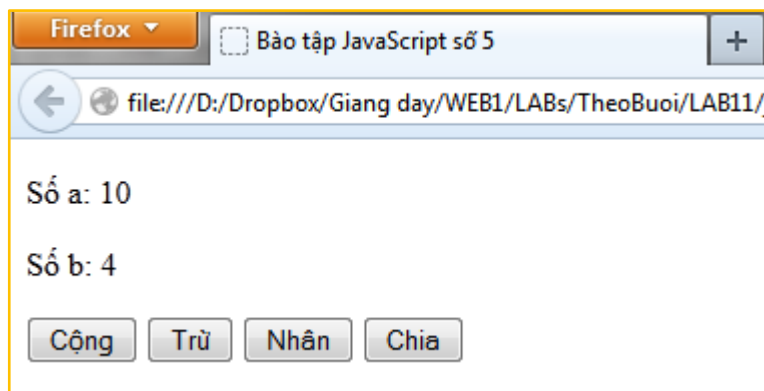 Firefox
Bào tập JavaScript số 5
file:///D:/Dropbox/Giang day/WEB1/LABs/TheoBuoi/LAB11/
Số a: 10
Số b: 4
Cộng Trừ Nhân Chia